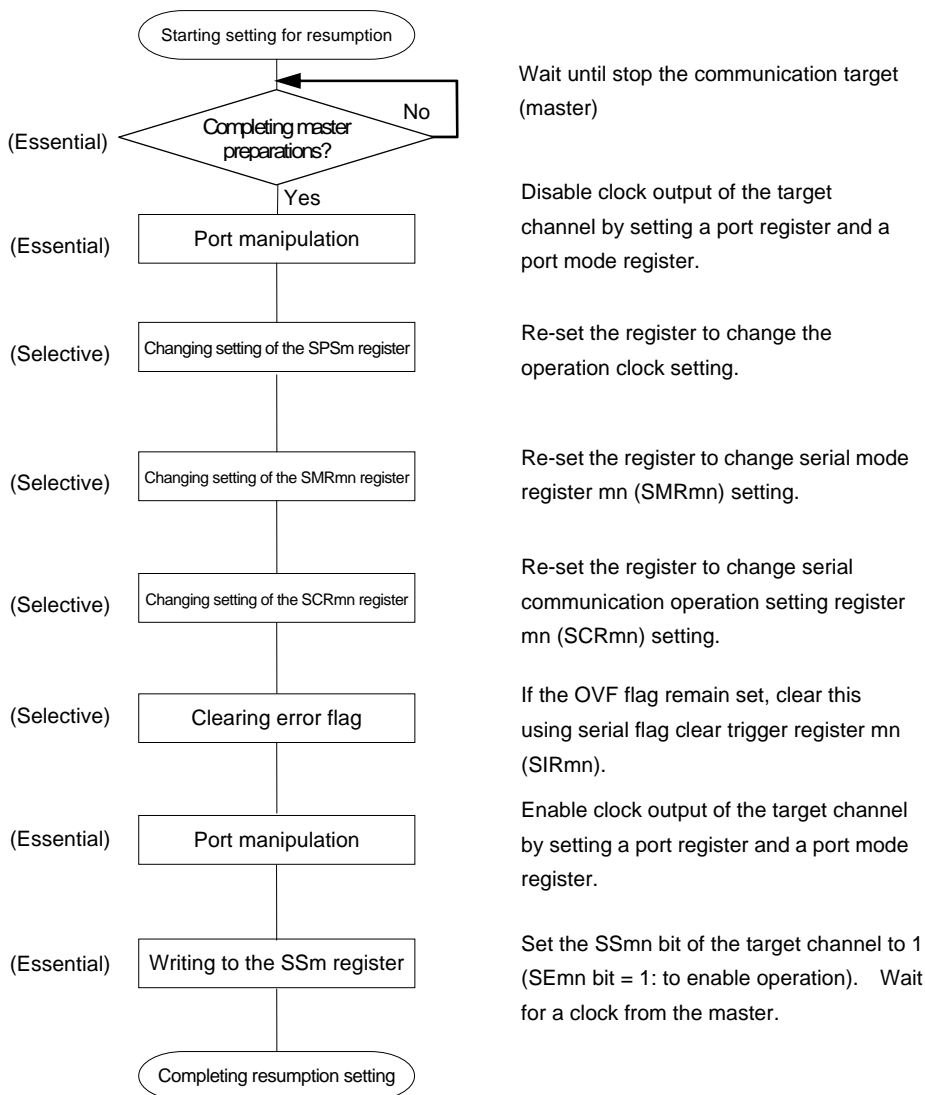 Starting setting for resumption
Wait until stop the communication target
(master)
No
(Essential)
Completing master
preparations?
Yes
Disable clock output of the target
channel by setting a port register and a
port mode register.
(Essential)
Port manipulation
(Selective)
Changing setting of the SPSm register
Re-set the register to change the
operation clock setting.
(Selective)
Changing setting of the SMRmn register
Re-set the register to change serial mode
register mn (SMRmn) setting.
(Selective)
Changing setting of the SCRmn register
Re-set the register to change serial
communication operation setting register
mn (SCRmn) setting.
(Selective)
Clearing error flag
If the OVF flag remain set, clear this
using serial flag clear trigger register mn
(SIRmn).
(Essential)
Port manipulation
Enable clock output of the target channel
by setting a port register and a port mode
register.
(Essential)
Writing to the SSm register
Set the SSmn bit of the target channel to 1
(SEmn bit = 1: to enable operation). Wait
for a clock from the master.
Completing resumption setting